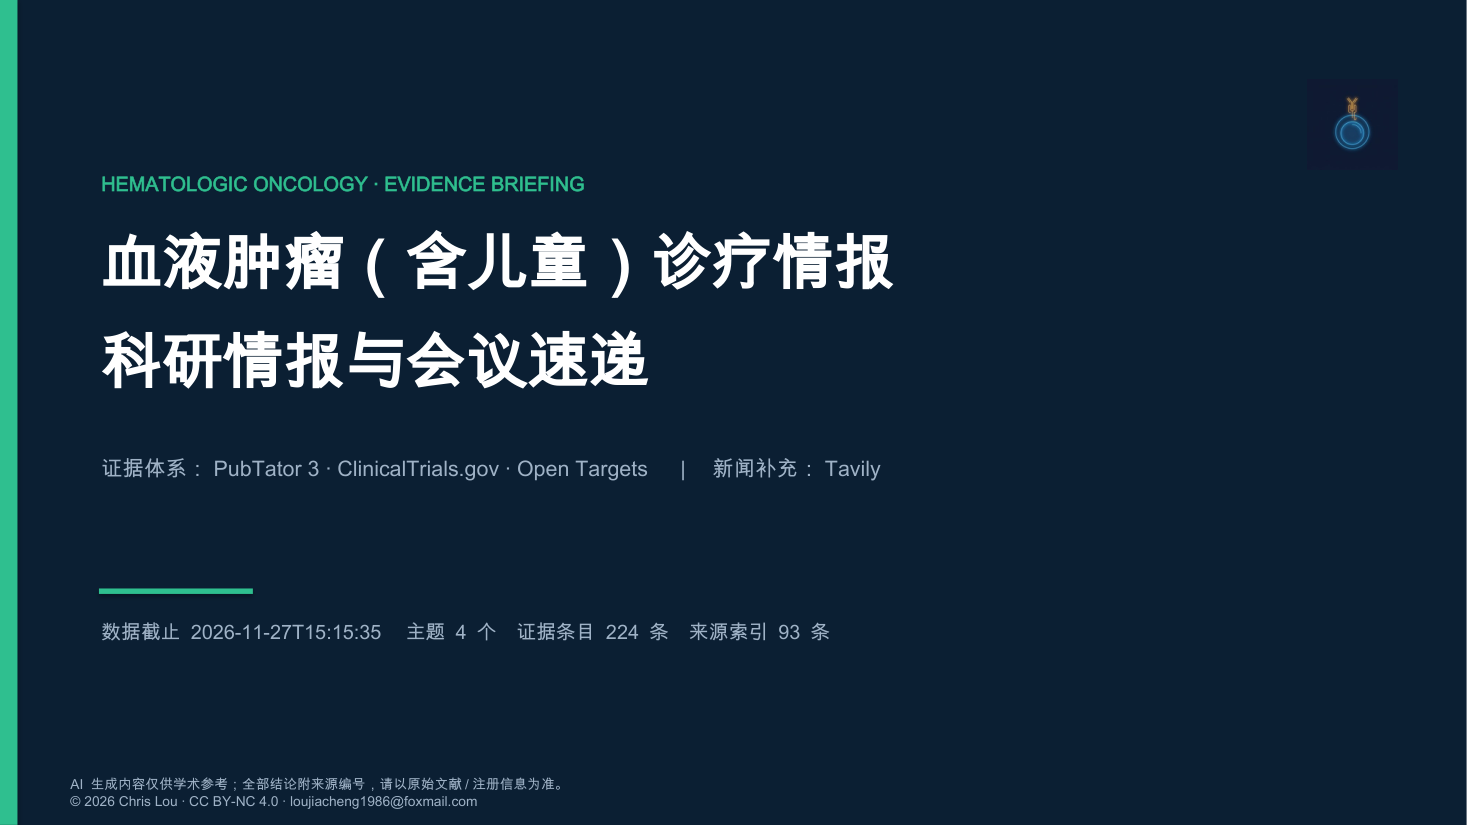 HEMATOLOGIC ONCOLOGY · EVIDENCE BRIEFING
血液肿瘤（含儿童）诊疗情报
科研情报与会议速递
证据体系：PubTator 3 · ClinicalTrials.gov · Open Targets | 新闻补充：Tavily
数据截止 2026-11-27T15:15:35 主题 4 个 证据条目 224 条 来源索引 93 条
AI 生成内容仅供学术参考；全部结论附来源编号，请以原始文献 / 注册信息为准。
© 2026 Chris Lou · CC BY-NC 4.0 · loujiacheng1986@foxmail.com